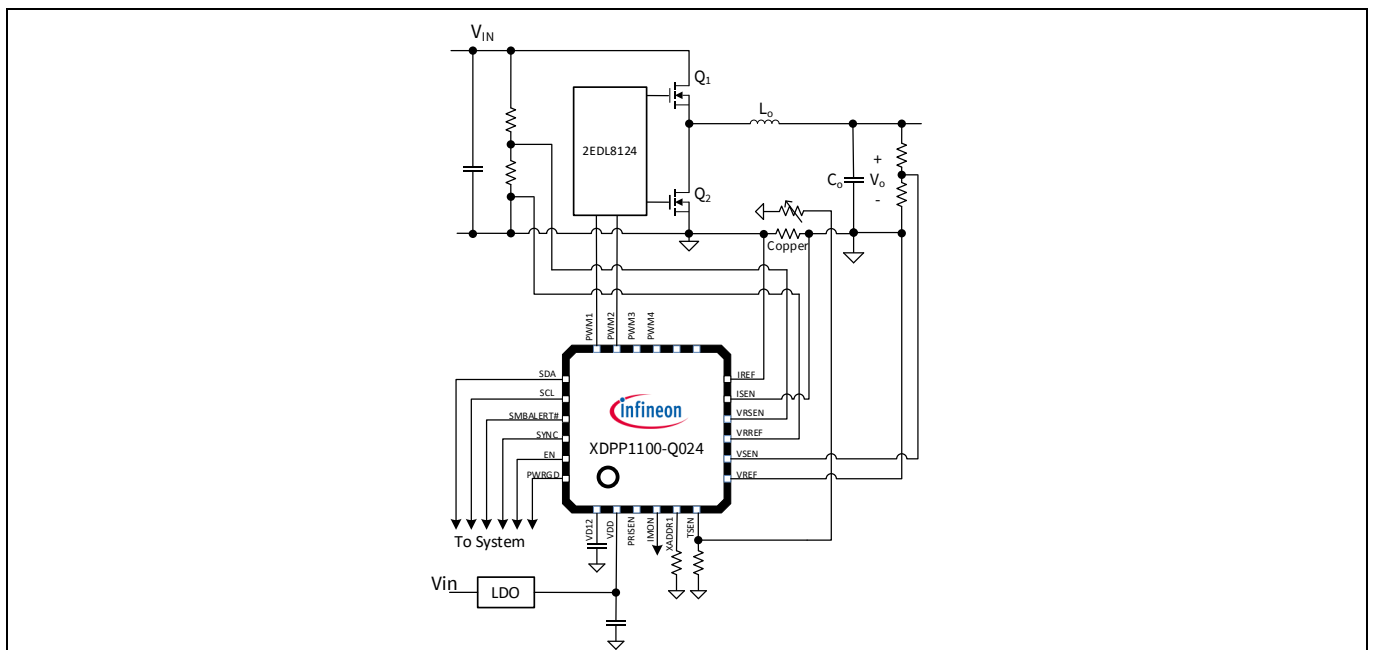 VIN
Q1
Lo
2EDL8124
+
Co
Vo
-
Q2
Copper
PWM1
PWM2
PWM3
PWM4
SDA
SCL
SMBALERT#
SYNC
EN
PWRGD
IREF
ISEN
VRSEN
VRREF
VSEN
VREF
infineon
XDPP1100-Q024
VD12
VDD
PRISEN
IMON
XADDR1
TSEN
To System
Vin
LDO